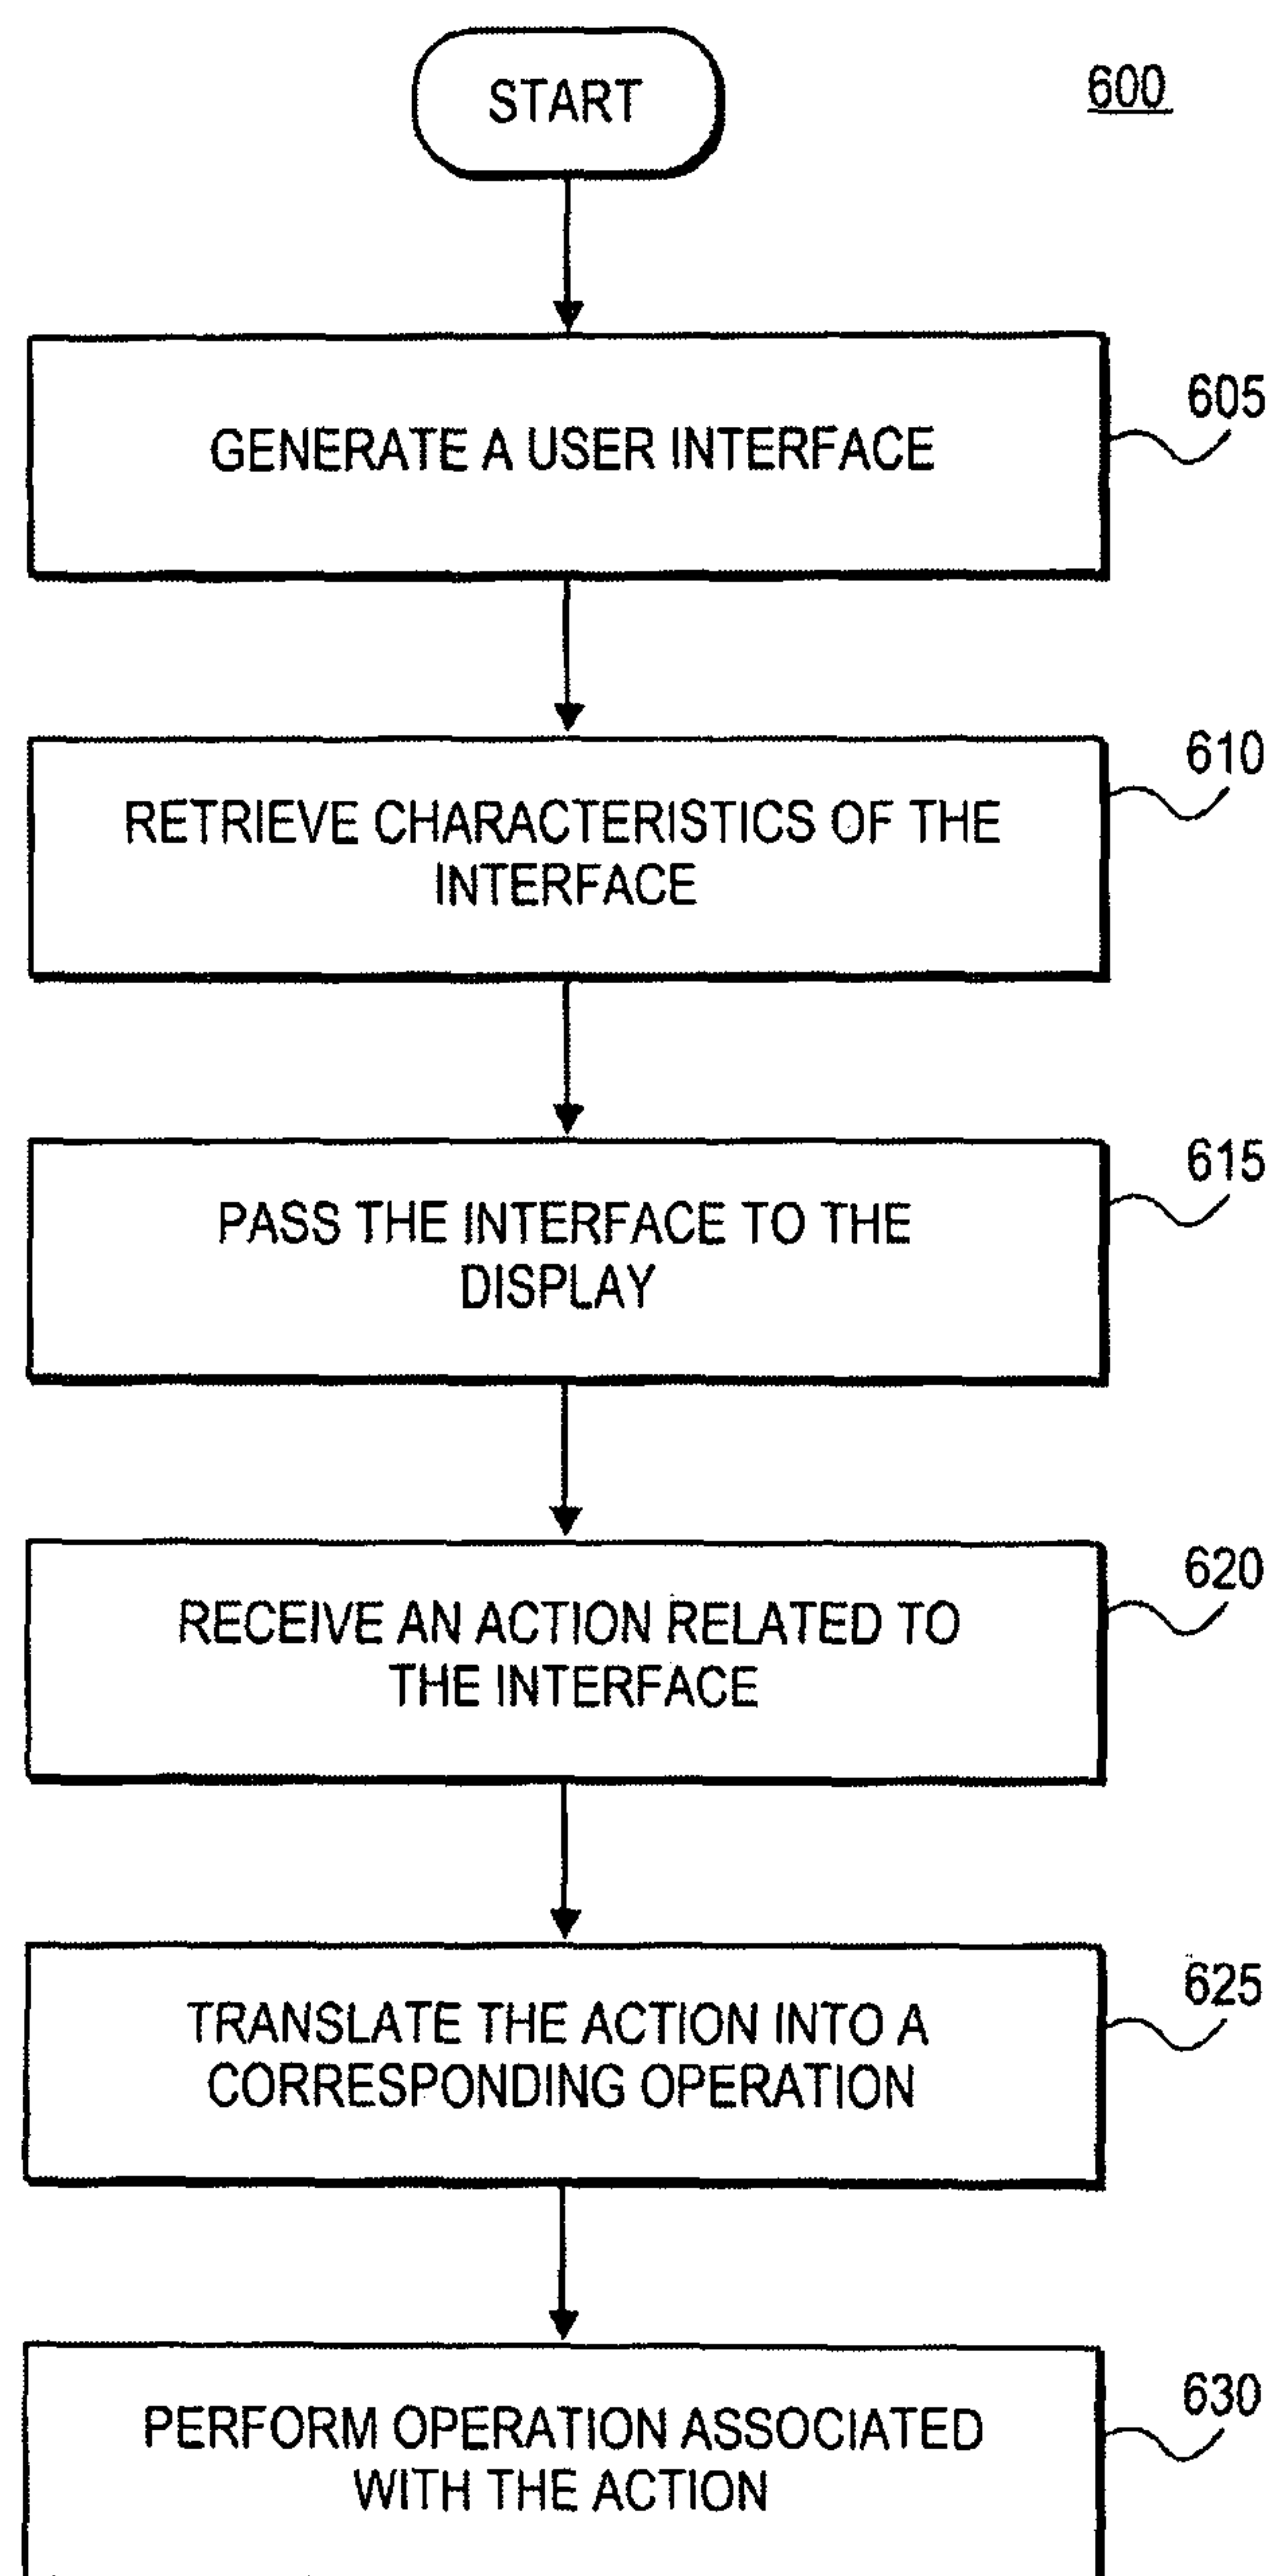 START
600
GENERATE A USER INTERFACE
605
RETRIEVE CHARACTERISTICS OF THE
INTERFACE
610
PASS THE INTERFACE TO THE
DISPLAY
615
RECEIVE AN ACTION RELATED TO
THE INTERFACE
620
TRANSLATE THE ACTION INTO A
CORRESPONDING OPERATION
625
PERFORM OPERATION ASSOCIATED
WITH THE ACTION
630